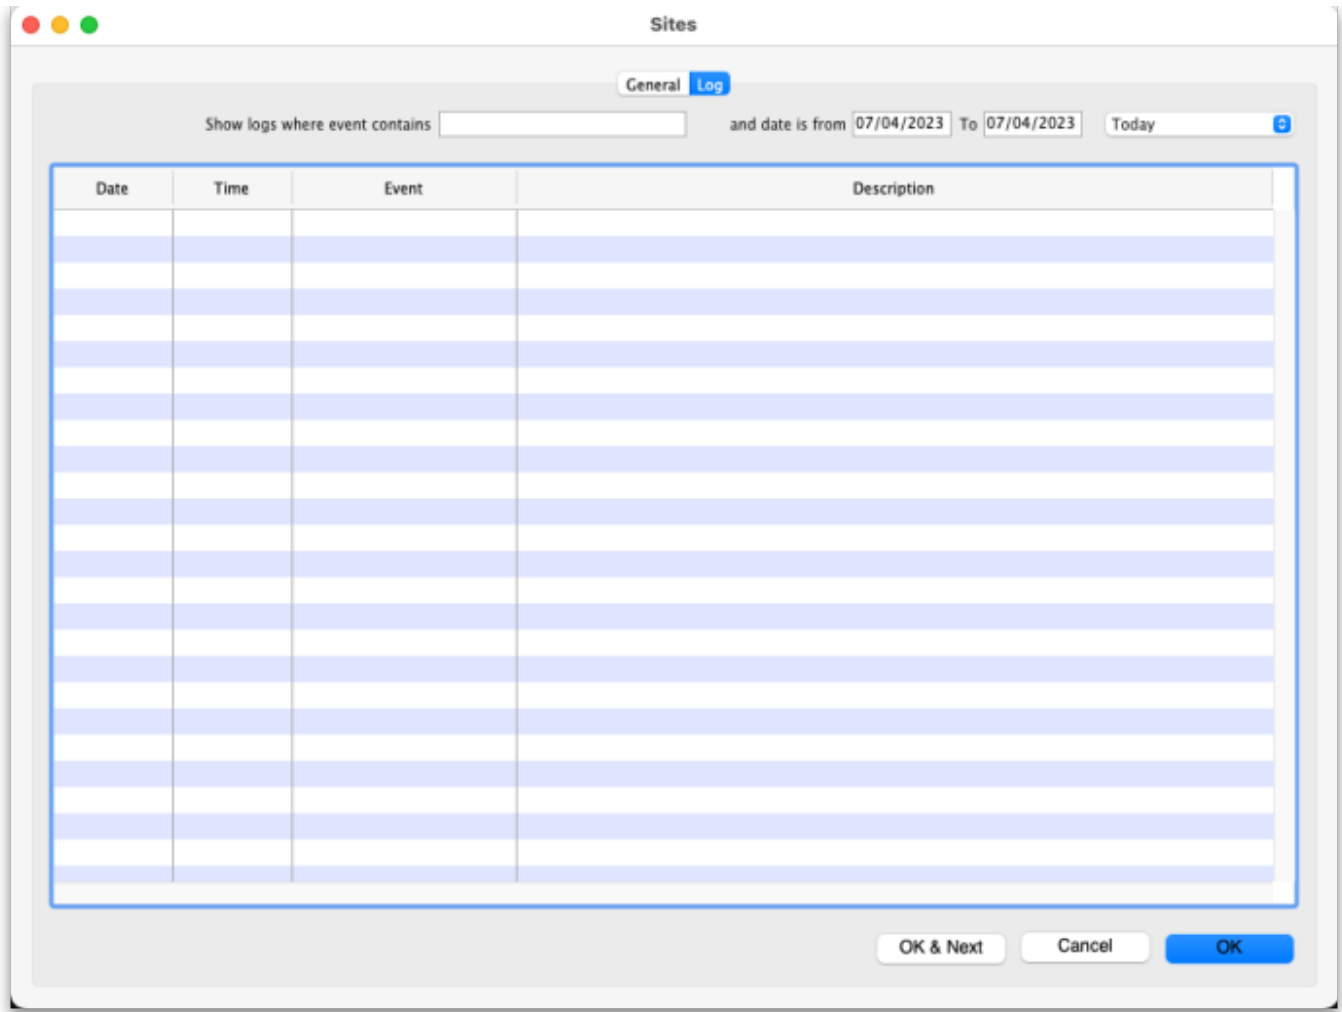 Sites
General Log
Show logs where event contains and date is from 07/04/2023 To 07/04/2023 Today
Date Time Event Description
OK & Next Cancel OK